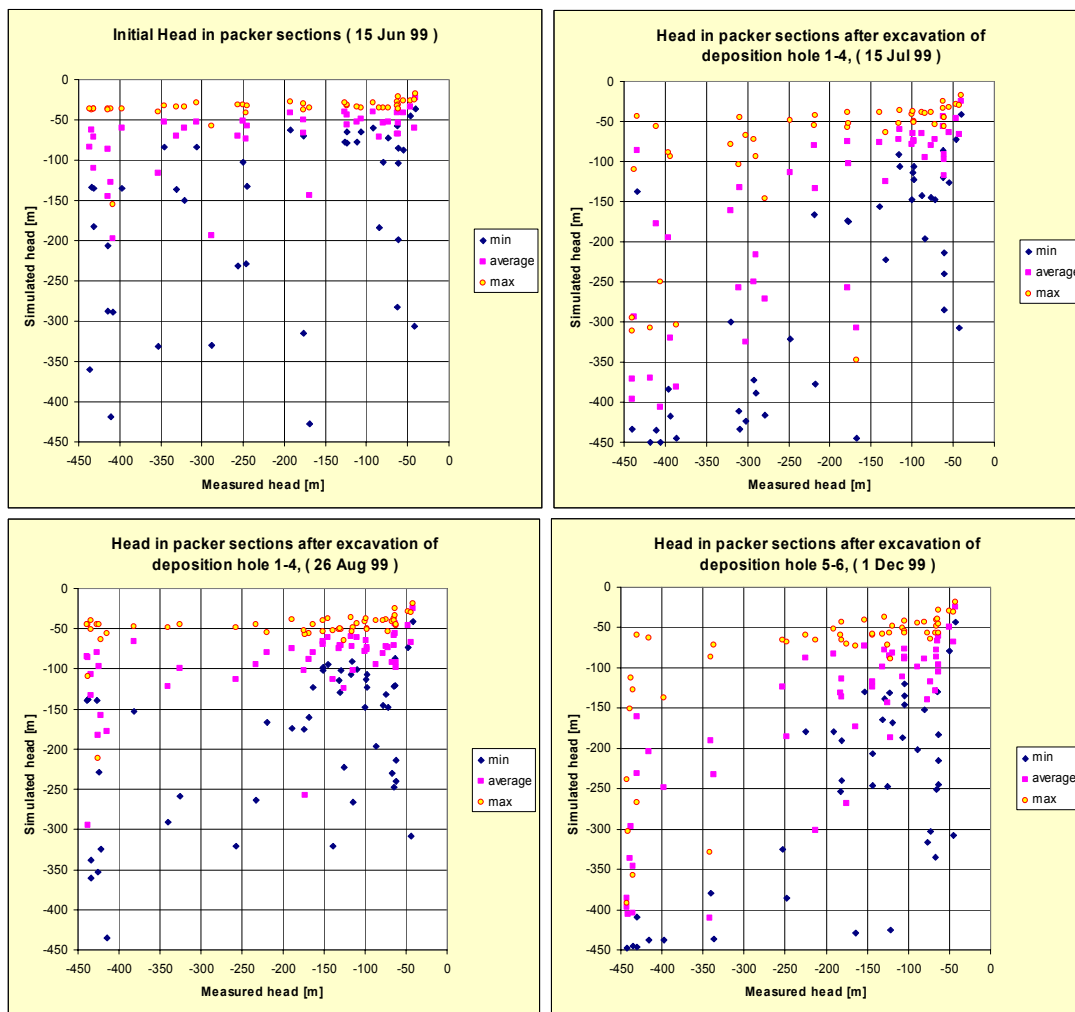 Initial Head in packer sections ( 15 Jun 99 )
0
-50
-100
-150
-200
-250
-300
-350
-400
-450
-450 -400 -350 -300 -250 -200 -150 -100 -50 0
Simulated head [m]
Measured head [m]
min
average
max
Head in packer sections after excavation of
deposition hole 1-4, ( 15 Jul 99 )
0
-50
-100
-150
-200
-250
-300
-350
-400
-450
-450 -400 -350 -300 -250 -200 -150 -100 -50 0
Simulated head [m]
Measured head [m]
min
average
max
Head in packer sections after excavation of
deposition hole 1-4, ( 26 Aug 99 )
0
-50
-100
-150
-200
-250
-300
-350
-400
-450
-450 -400 -350 -300 -250 -200 -150 -100 -50 0
Simulated head [m]
Measured head [m]
min
average
max
Head in packer sections after excavation of
deposition hole 5-6, ( 1 Dec 99 )
0
-50
-100
-150
-200
-250
-300
-350
-400
-450
-450 -400 -350 -300 -250 -200 -150 -100 -50 0
Simulated head [m]
Measured head [m]
min
average
max